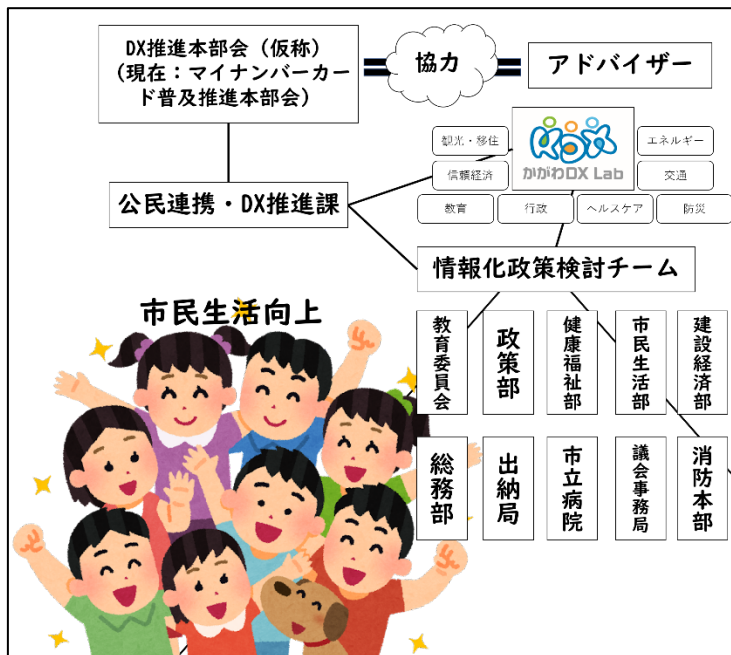 DX推進本部会（仮称）
（現在：マイナンバーカー
ド普及推進本部会）
協力
アドバイザー
観光・移住
KDX
エネルギー
信頼経済
かがわDX Lab
交通
教育
行政
ヘルスケア
防災
公民連携・DX推進課
情報化政策検討チーム
市民生活向上
教育委員会
政策部
健康福祉部
市民生活部
建設経済部
総務部
出納局
市立病院
議会事務局
消防本部